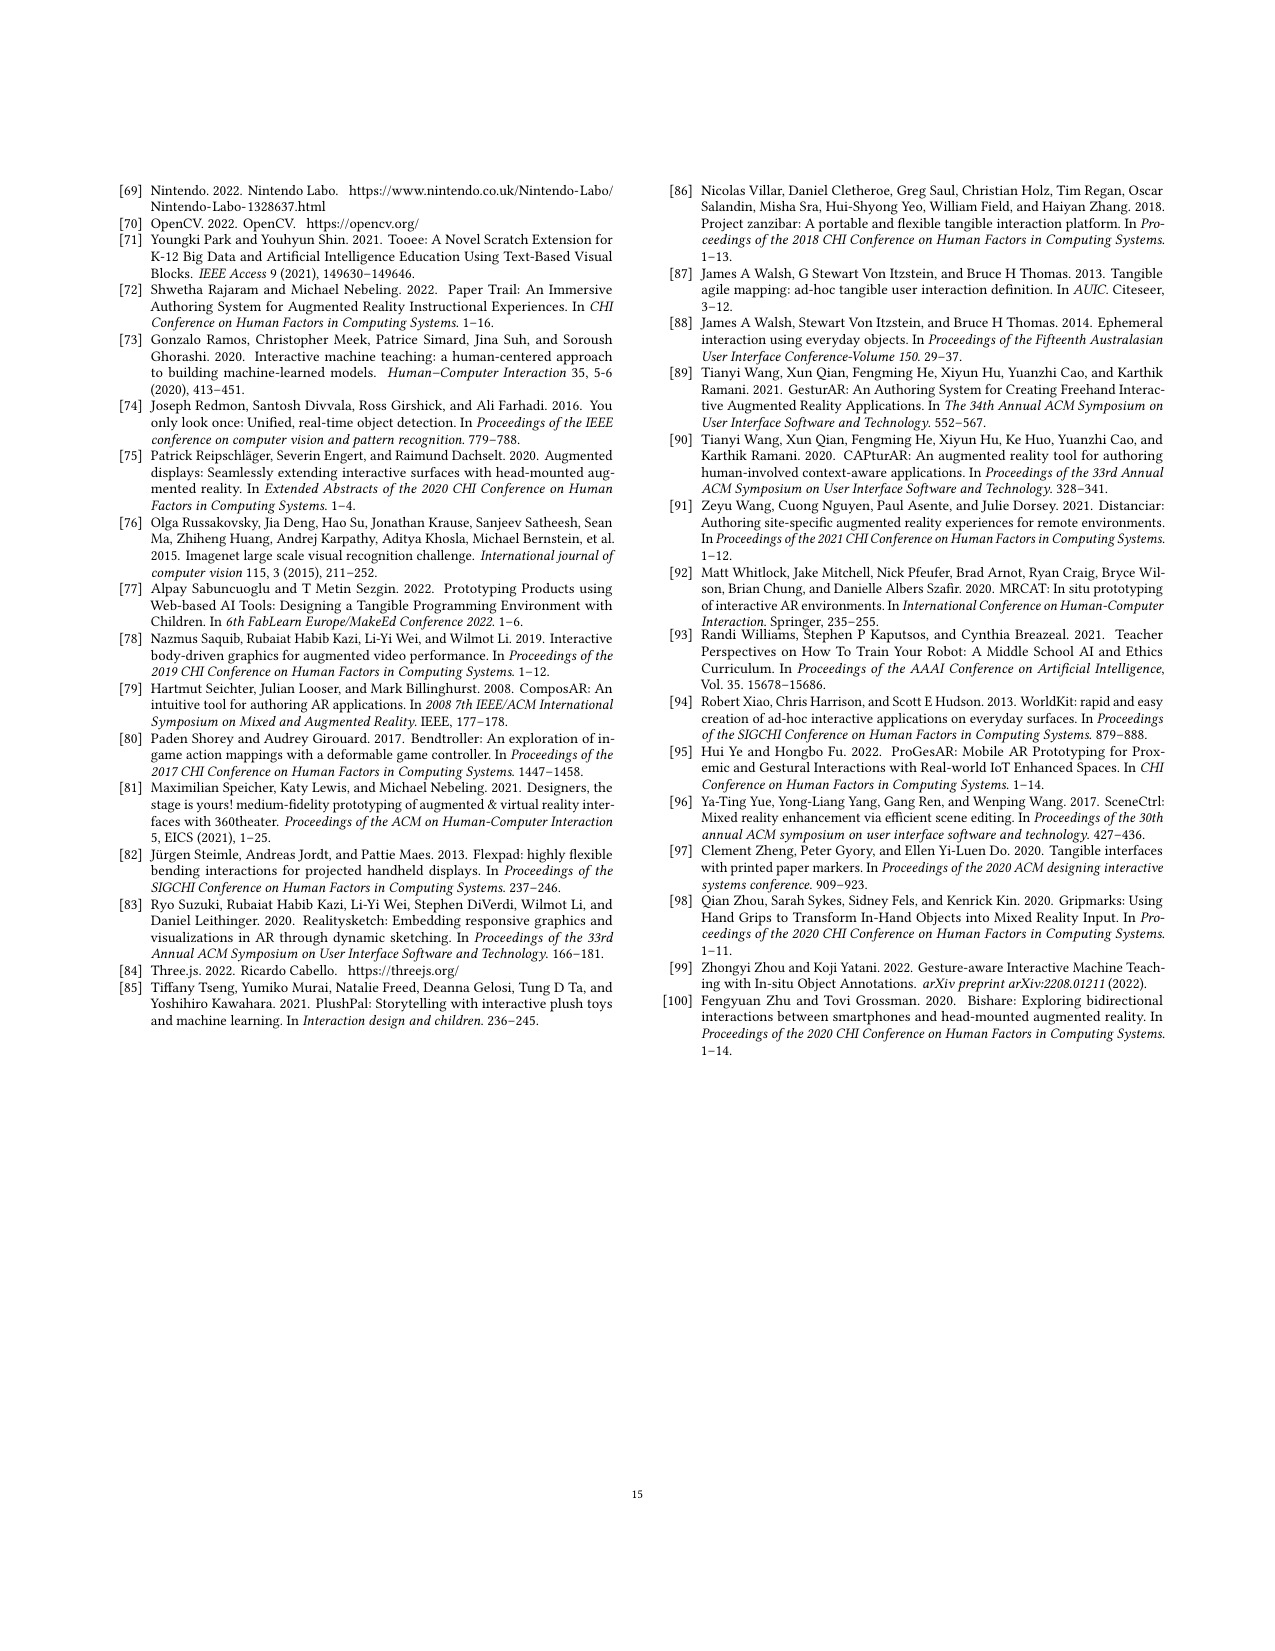 [69] Nintendo. 2022. Nintendo Labo. https://www.nintendo.co.uk/Nintendo-Labo/
Nintendo-Labo-1328637.html
[70] OpenCV. 2022. OpenCV. https://opencv.org/
[71] Youngki Park and Youhyun Shin. 2021. Tooee: A Novel Scratch Extension for
K-12 Big Data and Artificial Intelligence Education Using Text-Based Visual
Blocks. IEEE Access 9 (2021), 149630–149646.
[72] Shwetha Rajaram and Michael Nebeling. 2022. Paper Trail: An Immersive
Authoring System for Augmented Reality Instructional Experiences. In CHI
Conference on Human Factors in Computing Systems. 1–16.
[73] Gonzalo Ramos, Christopher Meek, Patrice Simard, Jina Suh, and Soroush
Ghorashi. 2020. Interactive machine teaching: a human-centered approach
to building machine-learned models. Human–Computer Interaction 35, 5-6
(2020), 413–451.
[74] Joseph Redmon, Santosh Divvala, Ross Girshick, and Ali Farhadi. 2016. You
only look once: Unified, real-time object detection. In Proceedings of the IEEE
conference on computer vision and pattern recognition. 779–788.
[75] Patrick Reipschläger, Severin Engert, and Raimund Dachselt. 2020. Augmented
displays: Seamlessly extending interactive surfaces with head-mounted aug-
mented reality. In Extended Abstracts of the 2020 CHI Conference on Human
Factors in Computing Systems. 1–4.
[76] Olga Russakovsky, Jia Deng, Hao Su, Jonathan Krause, Sanjeev Satheesh, Sean
Ma, Zhiheng Huang, Andrej Karpathy, Aditya Khosla, Michael Bernstein, et al.
2015. Imagenet large scale visual recognition challenge. International journal of
computer vision 115, 3 (2015), 211–252.
[77] Alpay Sabuncuoglu and T Metin Sezgin. 2022. Prototyping Products using
Web-based AI Tools: Designing a Tangible Programming Environment with
Children. In 6th FabLearn Europe/MakeEd Conference 2022. 1–6.
[78] Nazmus Saquib, Rubaiat Habib Kazi, Li-Yi Wei, and Wilmot Li. 2019. Interactive
body-driven graphics for augmented video performance. In Proceedings of the
2019 CHI Conference on Human Factors in Computing Systems. 1–12.
[79] Hartmut Seichter, Julian Looser, and Mark Billinghurst. 2008. ComposAR: An
intuitive tool for authoring AR applications. In 2008 7th IEEE/ACM International
Symposium on Mixed and Augmented Reality. IEEE, 177–178.
[80] Paden Shorey and Audrey Girouard. 2017. Bendtroller: An exploration of in-
game action mappings with a deformable game controller. In Proceedings of the
2017 CHI Conference on Human Factors in Computing Systems. 1447–1458.
[81] Maximilian Speicher, Katy Lewis, and Michael Nebeling. 2021. Designers, the
stage is yours! medium-fidelity prototyping of augmented & virtual reality inter-
faces with 360theater. Proceedings of the ACM on Human-Computer Interaction
5, EICS (2021), 1–25.
[82] Jürgen Steimle, Andreas Jordt, and Pattie Maes. 2013. Flexpad: highly flexible
bending interactions for projected handheld displays. In Proceedings of the
SIGCHI Conference on Human Factors in Computing Systems. 237–246.
[83] Ryo Suzuki, Rubaiat Habib Kazi, Li-Yi Wei, Stephen DiVerdi, Wilmot Li, and
Daniel Leithinger. 2020. Realitysketch: Embedding responsive graphics and
visualizations in AR through dynamic sketching. In Proceedings of the 33rd
Annual ACM Symposium on User Interface Software and Technology. 166–181.
[84] Three.js. 2022. Ricardo Cabello. https://threejs.org/
[85] Tiffany Tseng, Yumiko Murai, Natalie Freed, Deanna Gelosi, Tung D Ta, and
Yoshihiro Kawahara. 2021. PlushPal: Storytelling with interactive plush toys
and machine learning. In Interaction design and children. 236–245.
[86] Nicolas Villar, Daniel Cletheroe, Greg Saul, Christian Holz, Tim Regan, Oscar
Salandin, Misha Sra, Hui-Shyong Yeo, William Field, and Haiyan Zhang. 2018.
Project zanzibar: A portable and flexible tangible interaction platform. In Pro-
ceedings of the 2018 CHI Conference on Human Factors in Computing Systems.
1–13.
[87] James A Walsh, G Stewart Von Itzstein, and Bruce H Thomas. 2013. Tangible
agile mapping: ad-hoc tangible user interaction definition. In AUIC. Citeseer,
3–12.
[88] James A Walsh, Stewart Von Itzstein, and Bruce H Thomas. 2014. Ephemeral
interaction using everyday objects. In Proceedings of the Fifteenth Australasian
User Interface Conference-Volume 150. 29–37.
[89] Tianyi Wang, Xun Qian, Fengming He, Xiyun Hu, Yuanzhi Cao, and Karthik
Ramani. 2021. GesturAR: An Authoring System for Creating Freehand Interac-
tive Augmented Reality Applications. In The 34th Annual ACM Symposium on
User Interface Software and Technology. 552–567.
[90] Tianyi Wang, Xun Qian, Fengming He, Xiyun Hu, Ke Huo, Yuanzhi Cao, and
Karthik Ramani. 2020. CAPturAR: An augmented reality tool for authoring
human-involved context-aware applications. In Proceedings of the 33rd Annual
ACM Symposium on User Interface Software and Technology. 328–341.
[91] Zeyu Wang, Cuong Nguyen, Paul Asente, and Julie Dorsey. 2021. Distanciar:
Authoring site-specific augmented reality experiences for remote environments.
In Proceedings of the 2021 CHI Conference on Human Factors in Computing Systems.
1–12.
[92] Matt Whitlock, Jake Mitchell, Nick Pfeufer, Brad Arnot, Ryan Craig, Bryce Wil-
son, Brian Chung, and Danielle Albers Szafir. 2020. MRCAT: In situ prototyping
of interactive AR environments. In International Conference on Human-Computer
Interaction. Springer, 235–255.
[93] Randi Williams, Stephen P Kaputsos, and Cynthia Breazeal. 2021. Teacher
Perspectives on How To Train Your Robot: A Middle School AI and Ethics
Curriculum. In Proceedings of the AAAI Conference on Artificial Intelligence,
Vol. 35. 15678–15686.
[94] Robert Xiao, Chris Harrison, and Scott E Hudson. 2013. WorldKit: rapid and easy
creation of ad-hoc interactive applications on everyday surfaces. In Proceedings
of the SIGCHI Conference on Human Factors in Computing Systems. 879–888.
[95] Hui Ye and Hongbo Fu. 2022. ProGesAR: Mobile AR Prototyping for Prox-
emic and Gestural Interactions with Real-world IoT Enhanced Spaces. In CHI
Conference on Human Factors in Computing Systems. 1–14.
[96] Ya-Ting Yue, Yong-Liang Yang, Gang Ren, and Wenping Wang. 2017. SceneCtrl:
Mixed reality enhancement via efficient scene editing. In Proceedings of the 30th
annual ACM symposium on user interface software and technology. 427–436.
[97] Clement Zheng, Peter Gyory, and Ellen Yi-Luen Do. 2020. Tangible interfaces
with printed paper markers. In Proceedings of the 2020 ACM designing interactive
systems conference. 909–923.
[98] Qian Zhou, Sarah Sykes, Sidney Fels, and Kenrick Kin. 2020. Gripmarks: Using
Hand Grips to Transform In-Hand Objects into Mixed Reality Input. In Pro-
ceedings of the 2020 CHI Conference on Human Factors in Computing Systems.
1–11.
[99] Zhongyi Zhou and Koji Yatani. 2022. Gesture-aware Interactive Machine Teach-
ing with In-situ Object Annotations. arXiv preprint arXiv:2208.01211 (2022).
[100] Fengyuan Zhu and Tovi Grossman. 2020. Bishare: Exploring bidirectional
interactions between smartphones and head-mounted augmented reality. In
Proceedings of the 2020 CHI Conference on Human Factors in Computing Systems.
1–14.
15